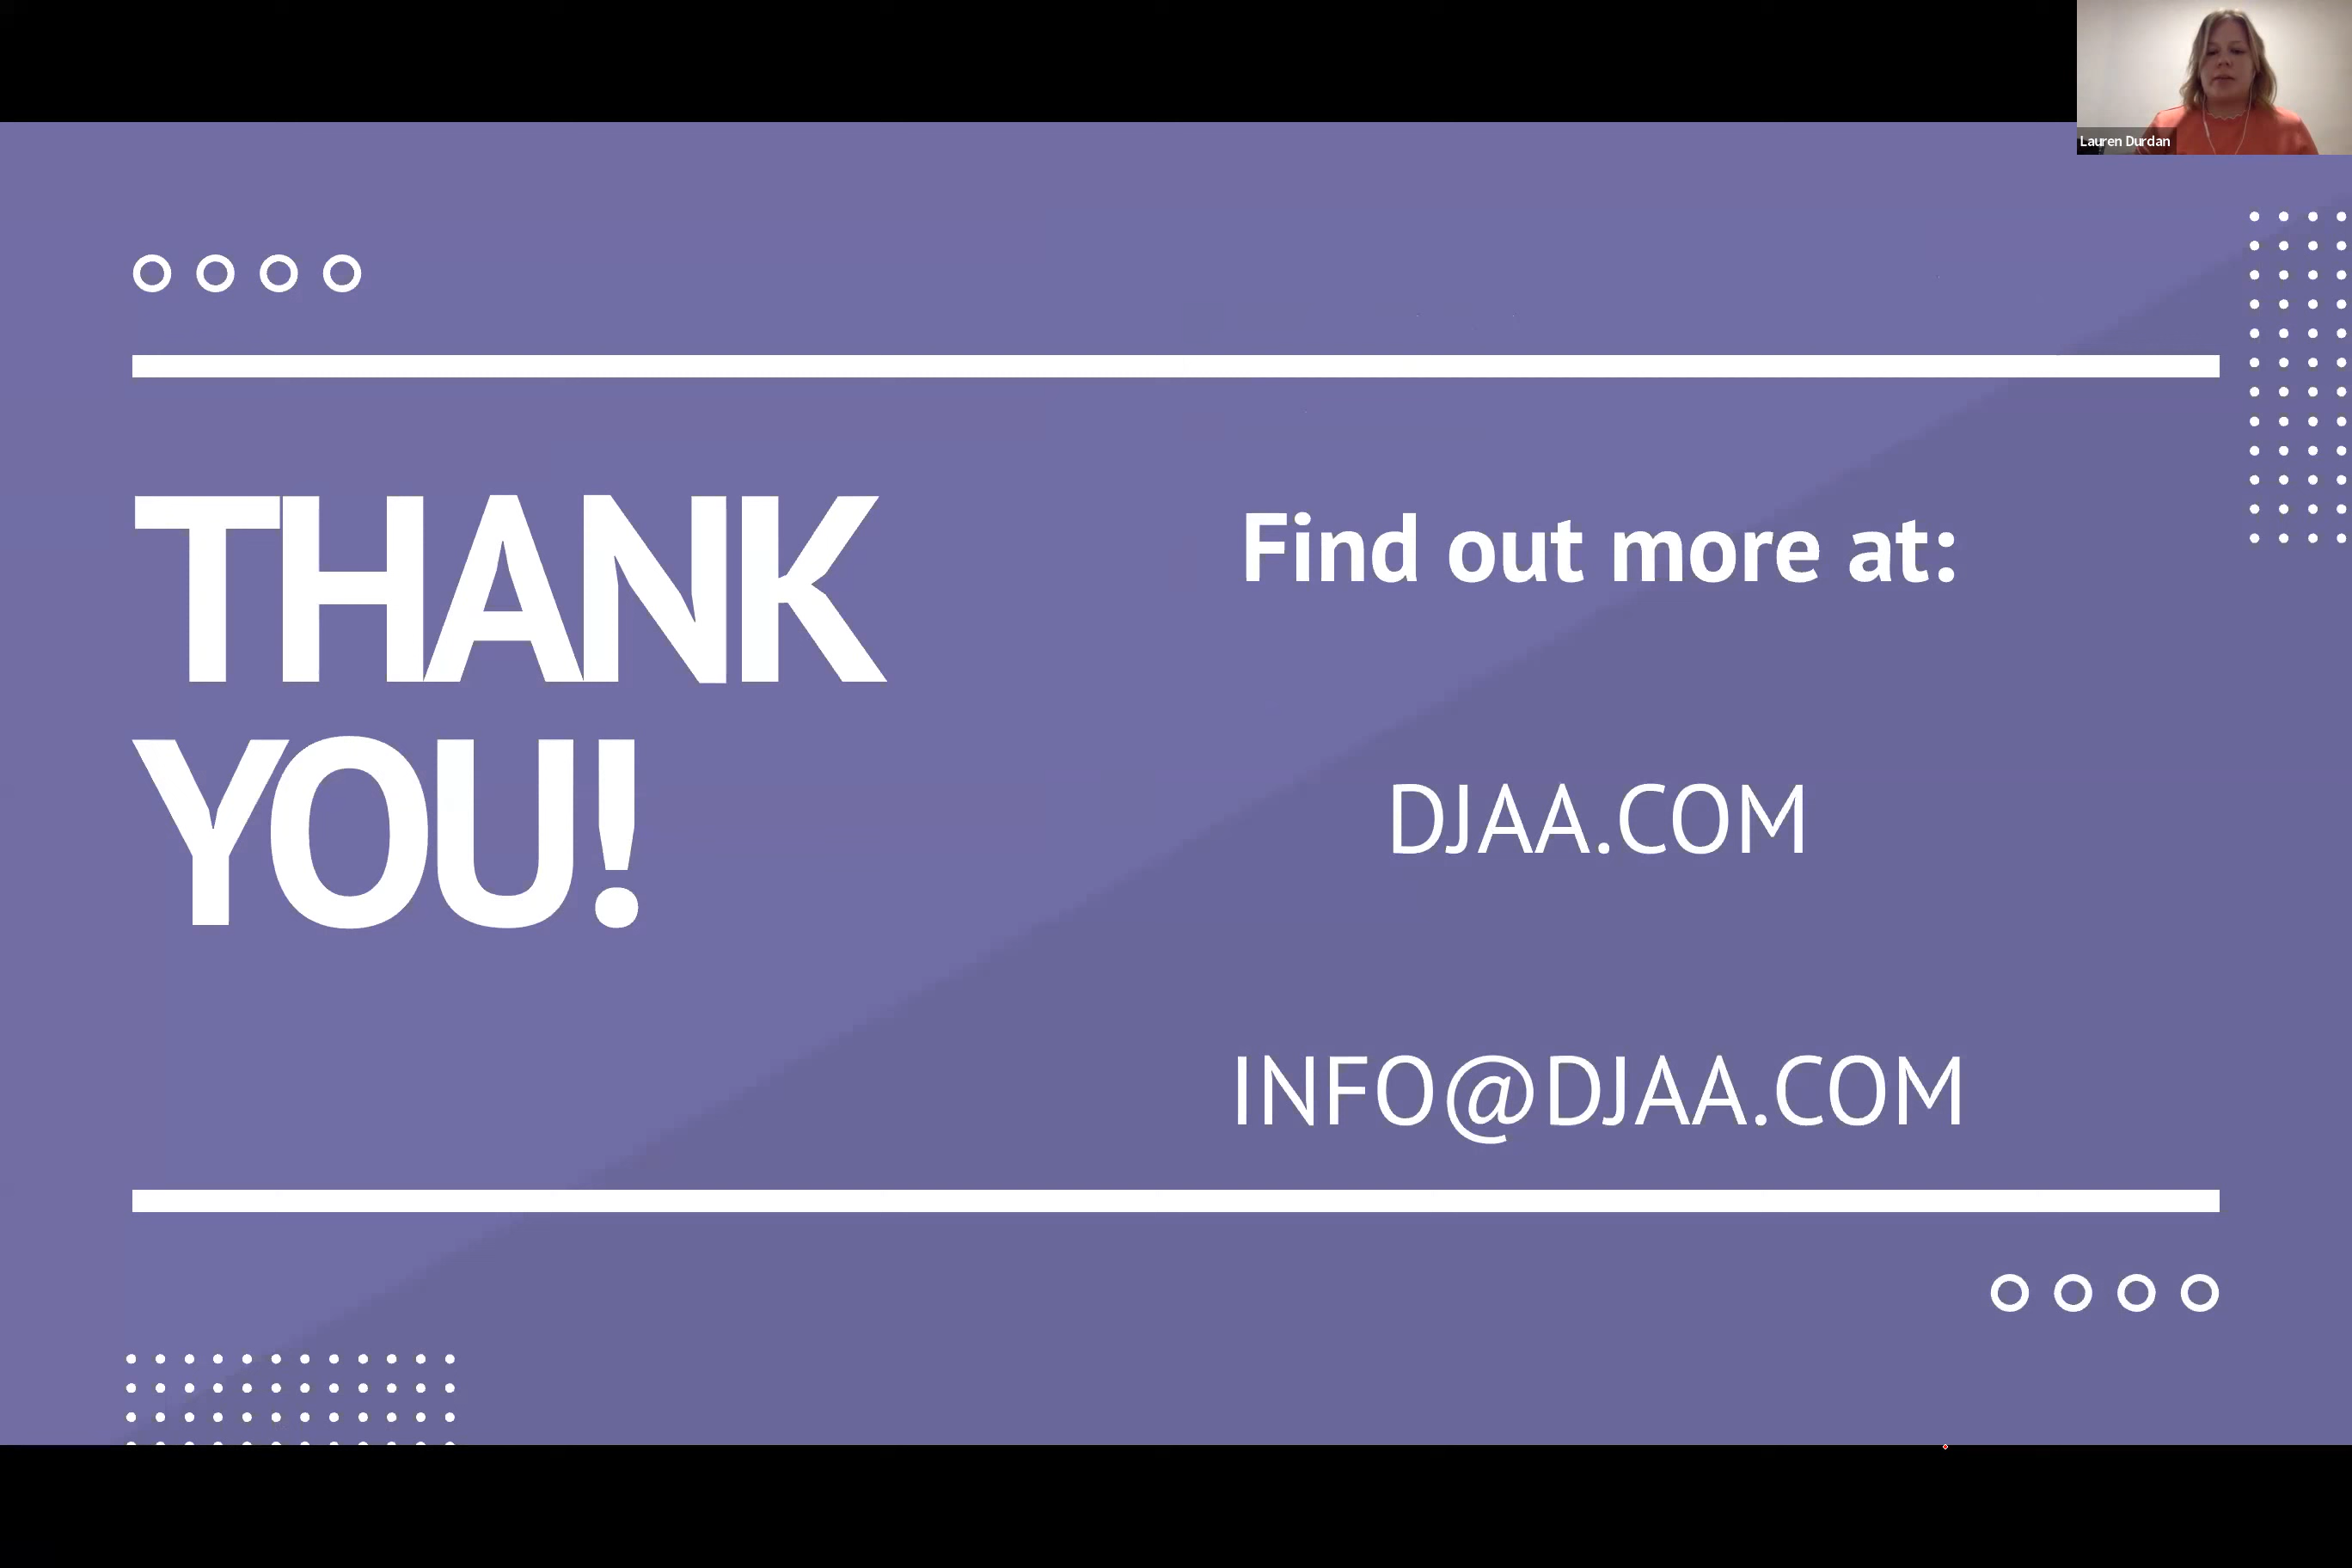 Lauren Durdan
THANK
YOU!
Find out more at:
DJAA.COM
INFO@DJAA.COM